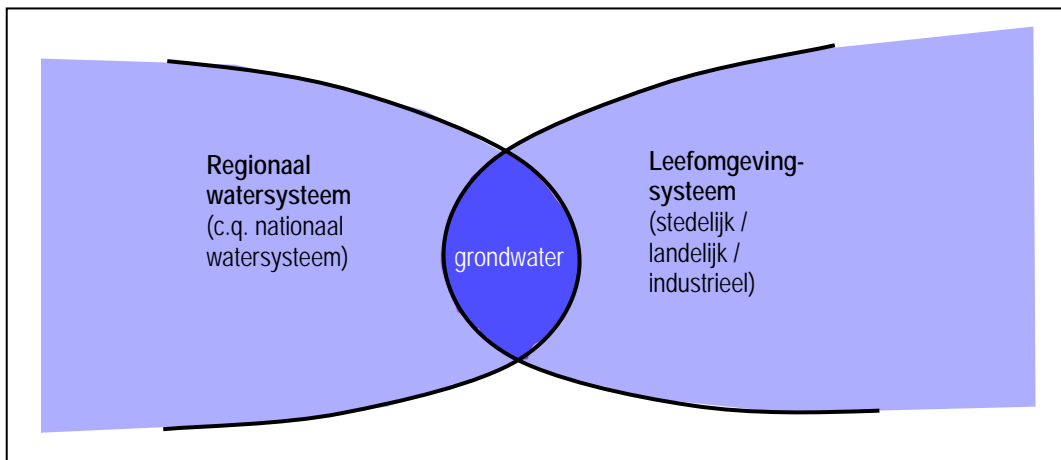 Regionaal
watersysteem
(c.q. nationaal
watersysteem)
grondwater
Leefomgeving-
systeem
(stedelijk /
landelijk /
industrieel)